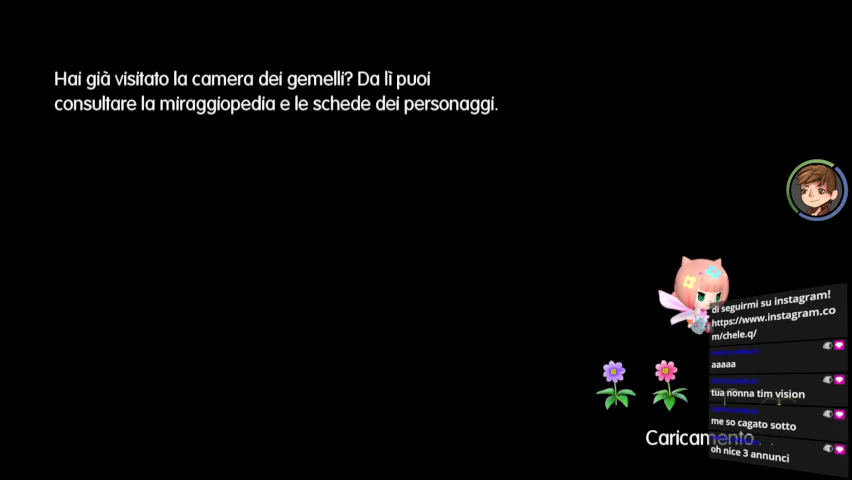 Hai già visitato la camera dei gemelli? Da lì puoi
consultare la miraggiopedia e le schede dei personaggi.
di seguirmi su instagram!
https://www.instagram.co
m/chele.q/
aaaaa
tua nonna tim vision
me so cagato sotto
oh nice 3 annunci
Caricamento . .